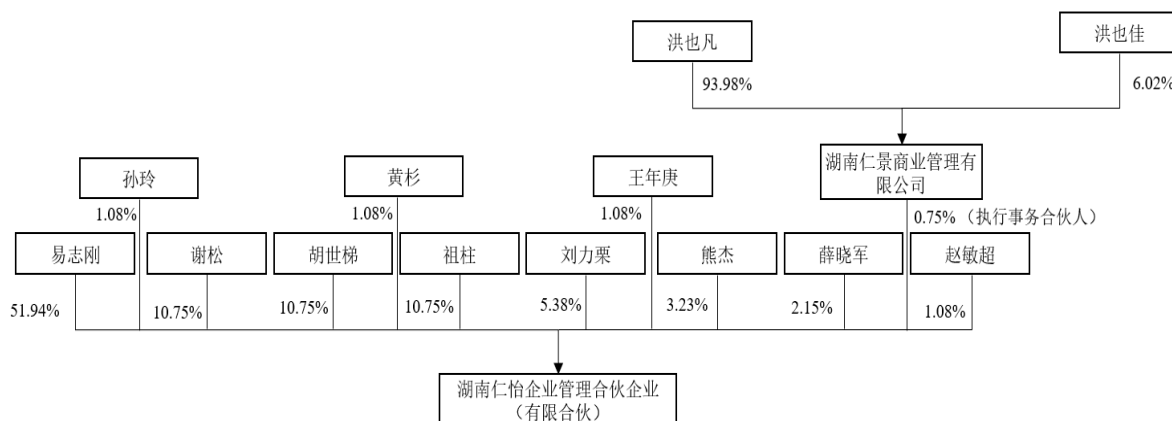 洪也凡
洪也佳
93.98%
6.02%
孙玲
黄杉
王年庚
湖南仁景商业管理有
限公司
1.08%
1.08%
1.08%
0.75%（执行事务合伙人）
易志刚
谢松
胡世梯
祖柱
刘力栗
熊杰
薛晓军
赵敏超
51.94%
10.75%
10.75%
10.75%
5.38%
3.23%
2.15%
1.08%
湖南仁怡企业管理合伙企业
（有限合伙）